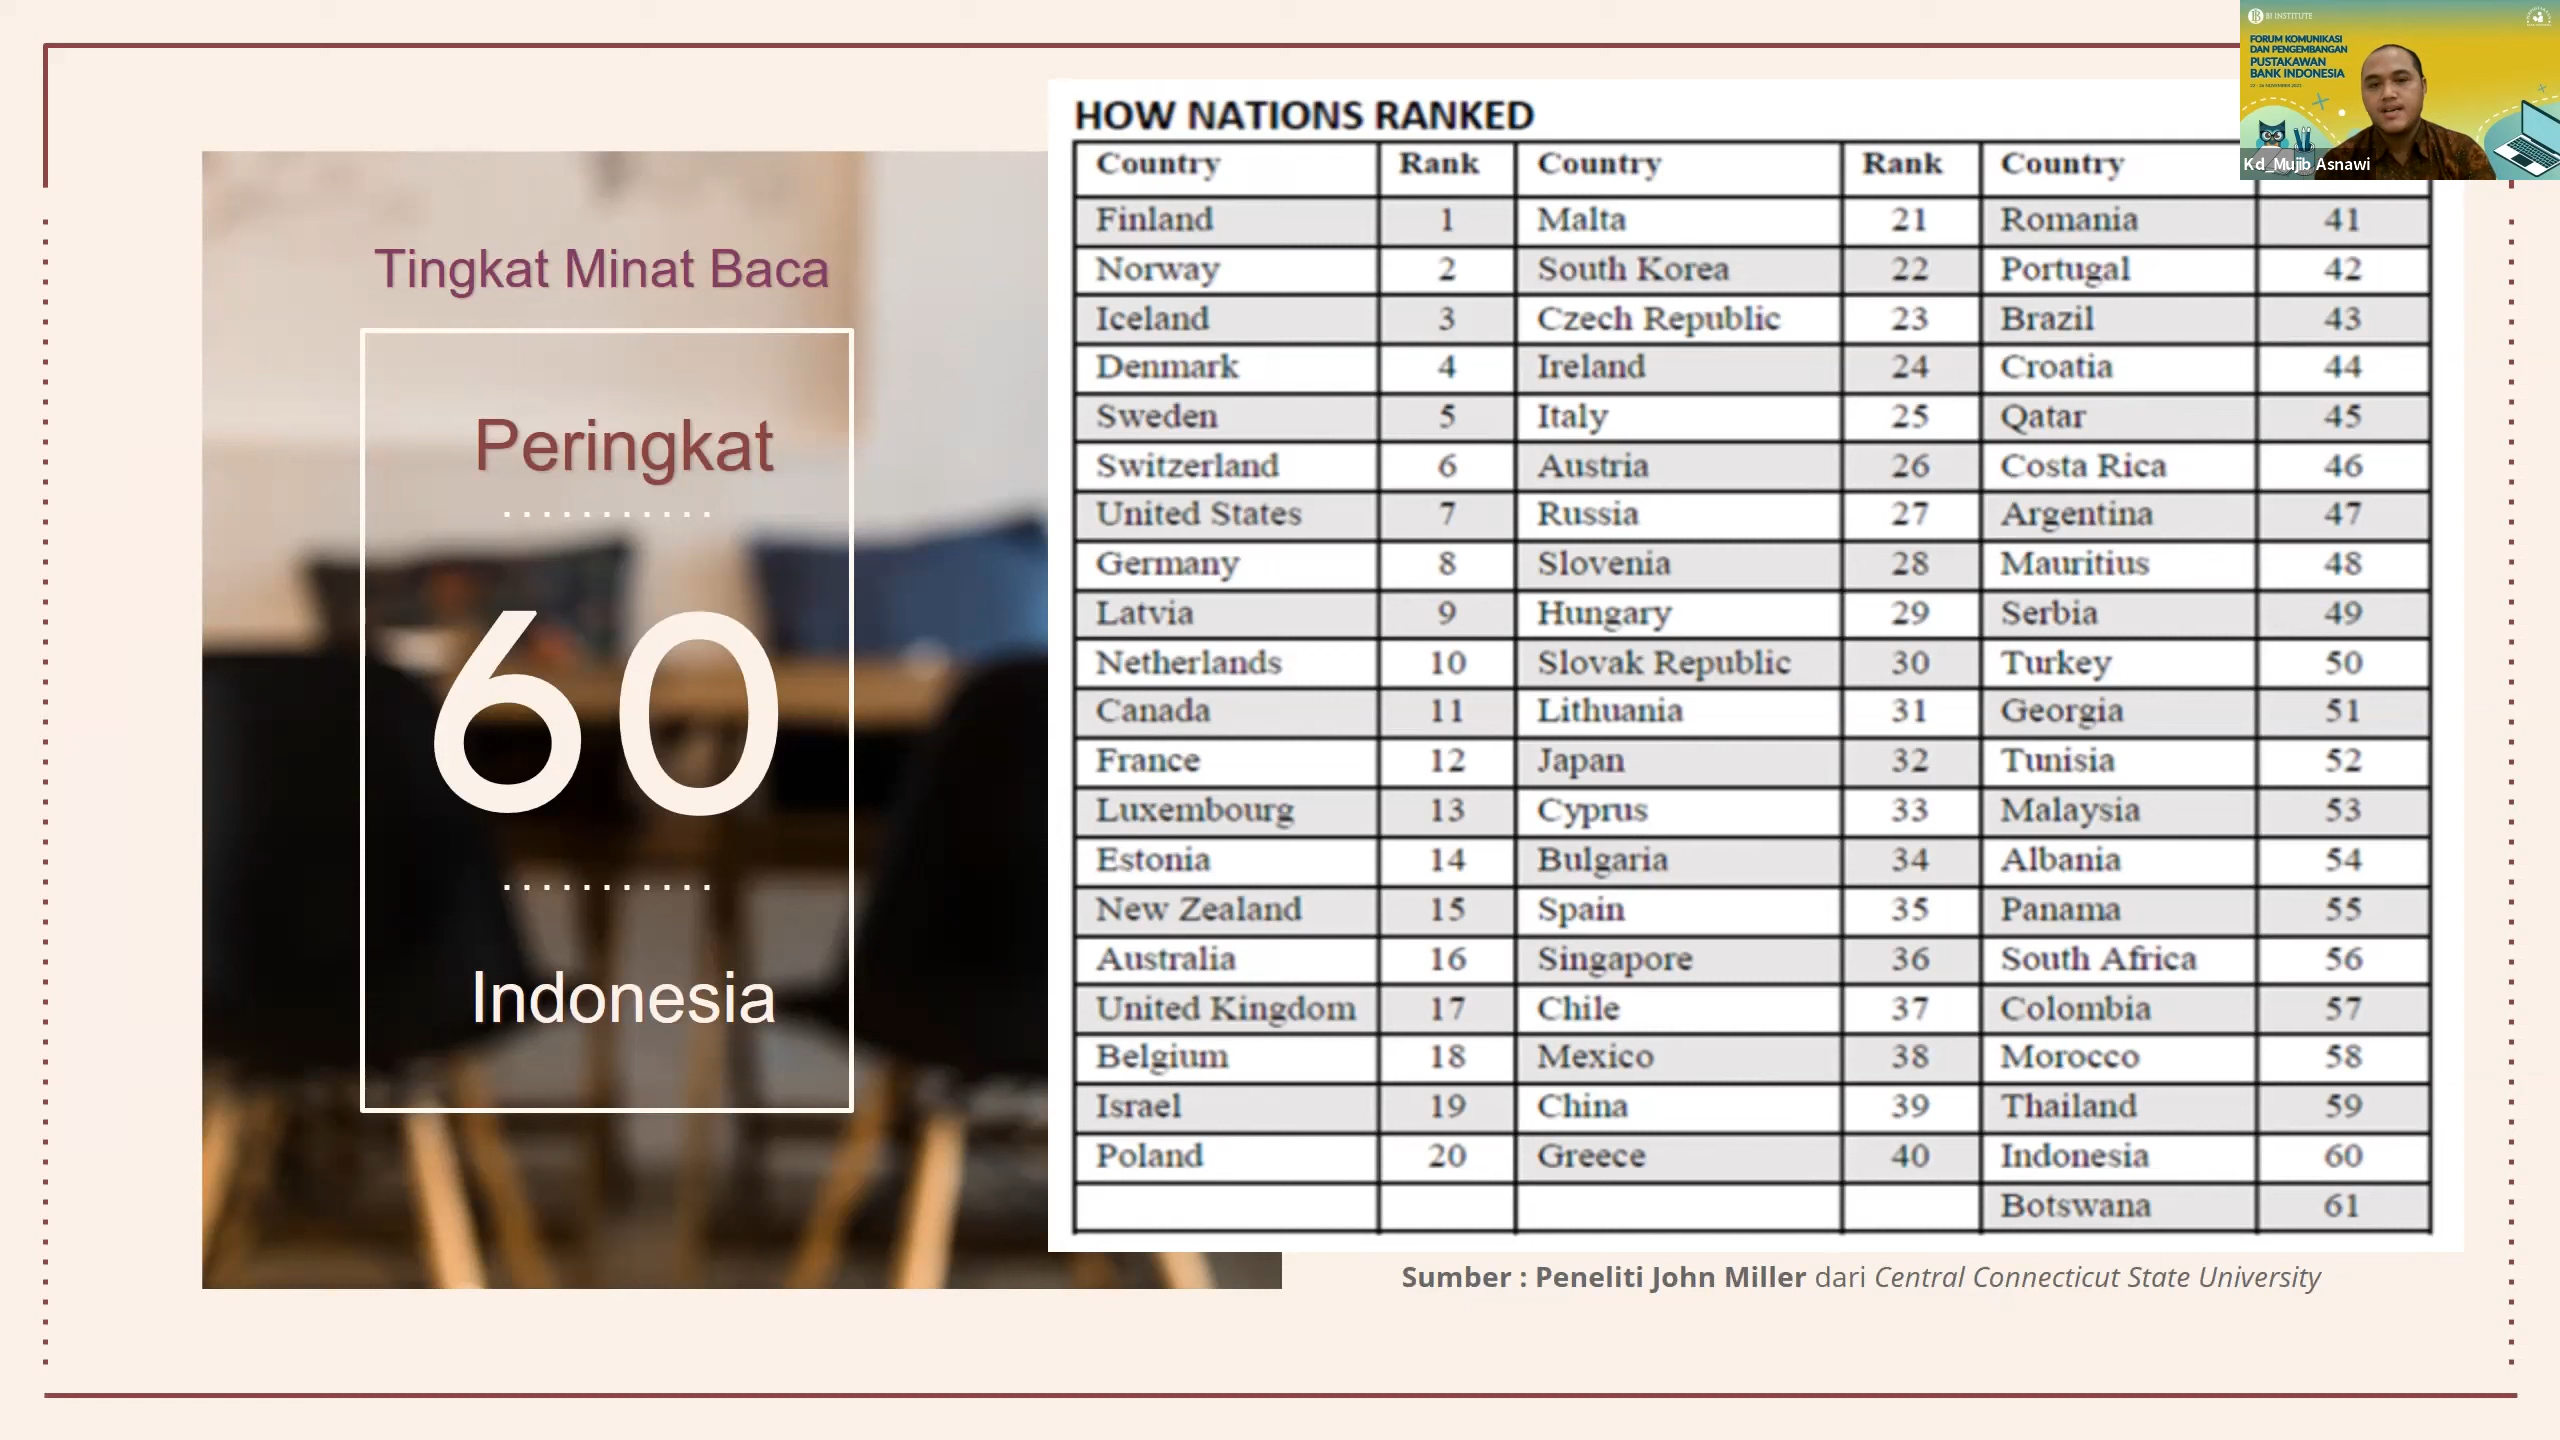 Tingkat Minat Baca
Peringkat
60
Indonesia
HOW NATIONS RANKED
Country Rank Country Rank Country
Finland 1 Malta 21 Romania 41
Norway 2 South Korea 22 Portugal 42
Iceland 3 Czech Republic 23 Brazil 43
Denmark 4 Ireland 24 Croatia 44
Sweden 5 Italy 25 Qatar 45
Switzerland 6 Austria 26 Costa Rica 46
United States 7 Russia 27 Argentina 47
Germany 8 Slovenia 28 Mauritius 48
Latvia 9 Hungary 29 Serbia 49
Netherlands 10 Slovak Republic 30 Turkey 50
Canada 11 Lithuania 31 Georgia 51
France 12 Japan 32 Tunisia 52
Luxembourg 13 Cyprus 33 Malaysia 53
Estonia 14 Bulgaria 34 Albania 54
New Zealand 15 Spain 35 Panama 55
Australia 16 Singapore 36 South Africa 56
United Kingdom 17 Chile 37 Colombia 57
Belgium 18 Mexico 38 Morocco 58
Israel 19 China 39 Thailand 59
Poland 20 Greece 40 Indonesia 60
Botswana 61
Sumber : Peneliti John Miller dari Central Connecticut State University
BI INSTITUTE
FORUM KOMUNIKASI
DAN PENGEMBANGAN
PUSTAKAWAN
BANK INDONESIA
Kd_Mujib Asnawi